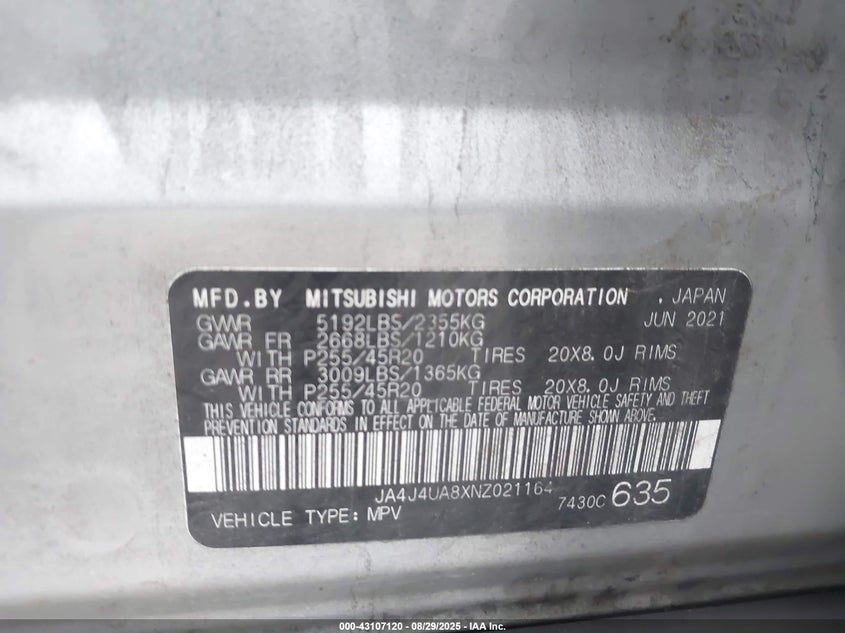 MFD.BY MITSUBISHI MOTORS CORPORATION . JAPAN
GVWR 5192LBS/2355KG JUN 2021
GAWR FR 2668LBS/1210KG
WITH P255/45R20 TIRES 20X8.0J RIMS
GAWR RR 3009LBS/1365KG
WITH P255/45R20 TIRES 20X8.0J RIMS
THIS VEHICLE CONFORMS TO ALL APPLICABLE FEDERAL MOTOR VEHICLE SAFETY AND THEFT
PREVENTION STANDARDS IN EFFECT ON THE DATE OF MANUFACTURE SHOWN ABOVE.
JA4J4UA8XNZ021164
7430C 635
VEHICLE TYPE: MPV
000-43107120 | 08/29/2025 | IAA Inc.